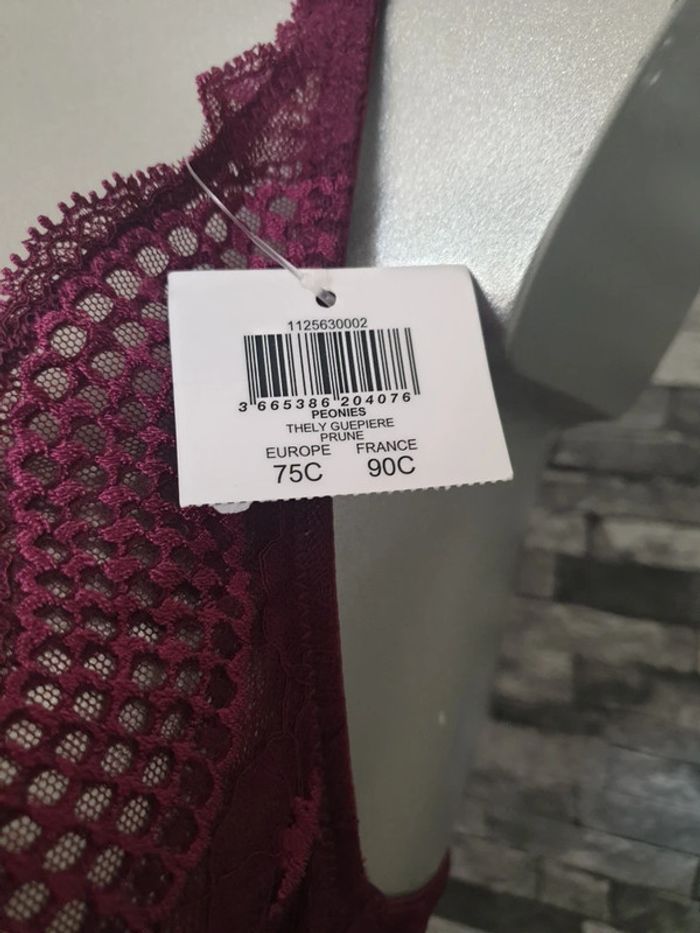 1125630002
3 665386 204076
PEONIES
THELY GUEPIERE
PRUNE
EUROPE FRANCE
75C 90C